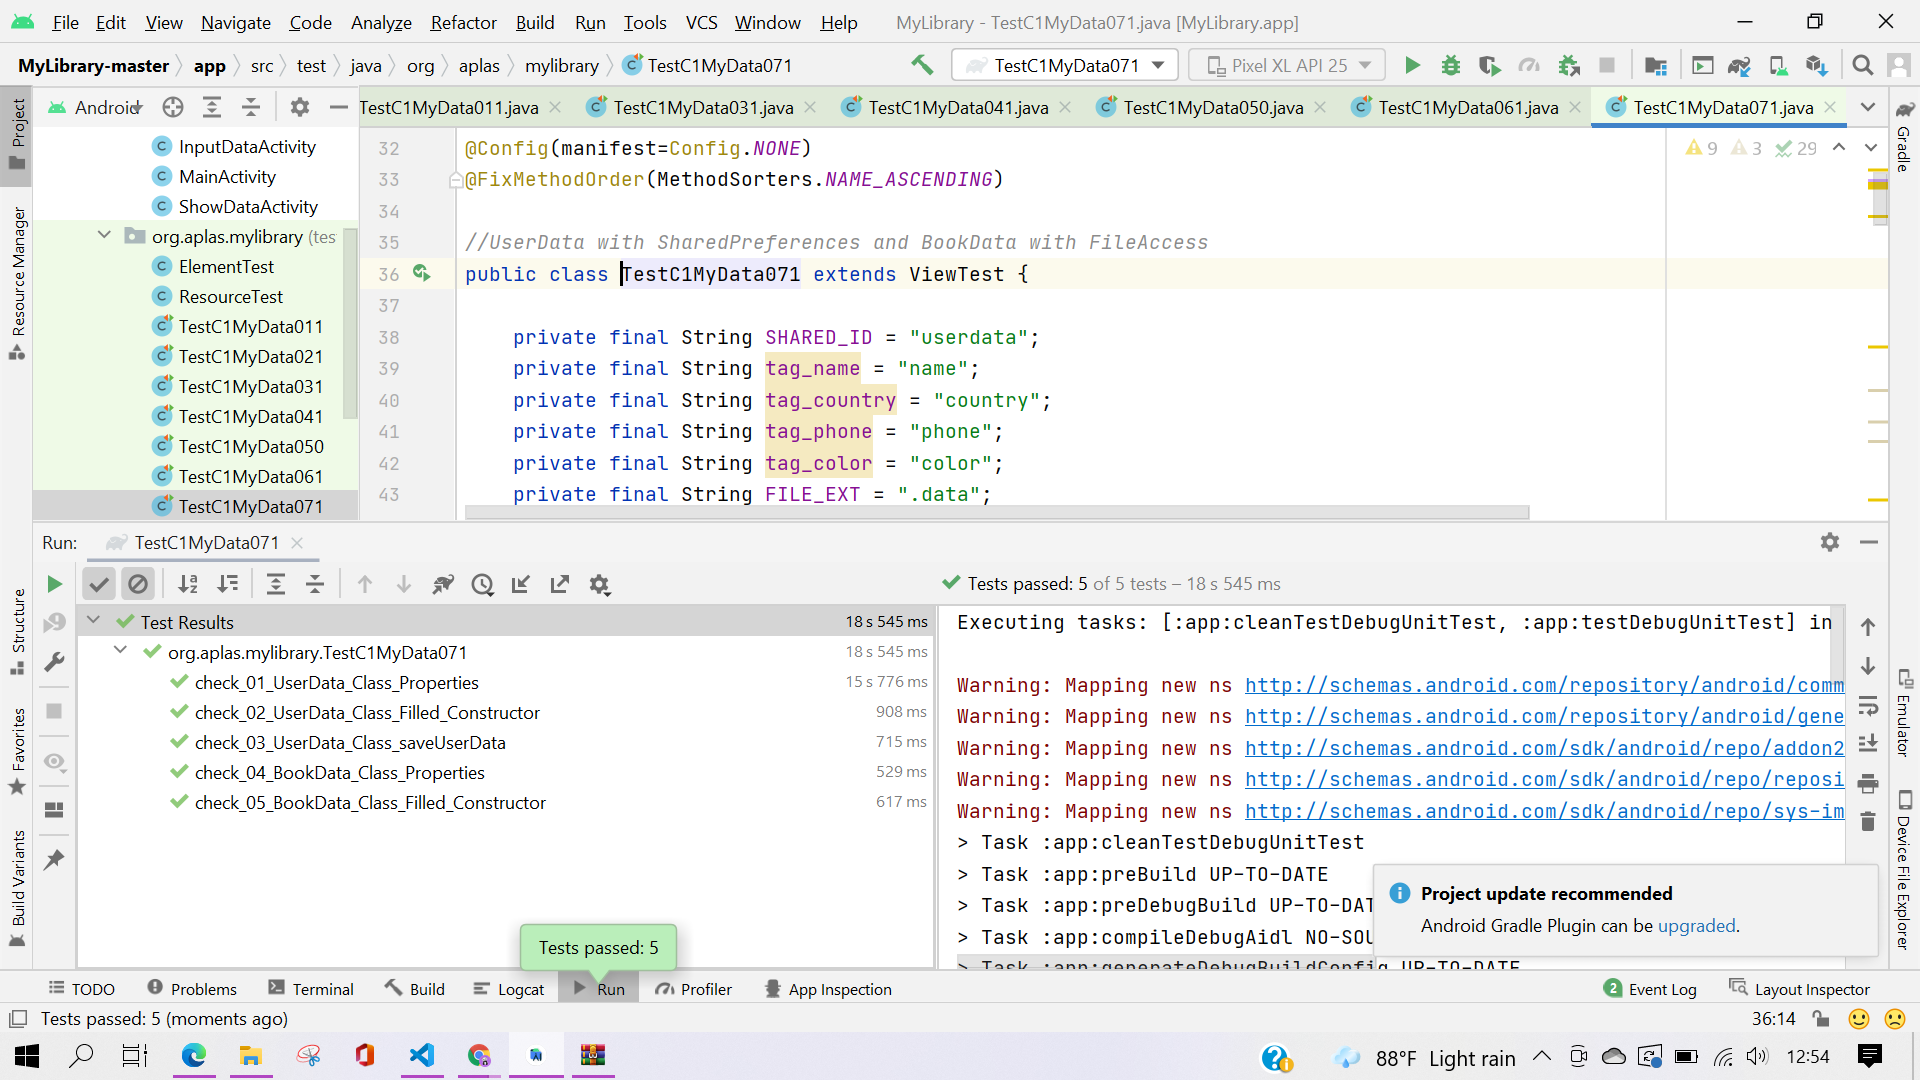 File Edit View Navigate Code Analyze Refactor Build Run Tools VCS Window Help MyLibrary - TestC1MyData071.java [MyLibrary.app]
MyLibrary-master app src test java org aplas mylibrary TestC1MyData071 TestC1MyData071 Pixel XL API 25
Android TestC1MyData011.java TestC1MyData031.java TestC1MyData041.java TestC1MyData050.java TestC1MyData061.java TestC1MyData071.java
Project
Resource Manager
Structure
Favorites
Build Variants
InputDataActivity
MainActivity
ShowDataActivity
org.aplas.mylibrary (tes
ElementTest
ResourceTest
TestC1MyData011
TestC1MyData021
TestC1MyData031
TestC1MyData041
TestC1MyData050
TestC1MyData061
TestC1MyData071
9 3 29
32 @Config(manifest=Config.NONE)
33 @FixMethodOrder(MethodSorters.NAME_ASCENDING)
34
35 //UserData with SharedPreferences and BookData with FileAccess
36 public class TestC1MyData071 extends ViewTest {
37
38 private final String SHARED_ID = "userdata";
39 private final String tag_name = "name";
40 private final String tag_country = "country";
41 private final String tag_phone = "phone";
42 private final String tag_color = "color";
43 private final String FILE_EXT = ".data";
Gradle
Emulator
Device File Explorer
Run: TestC1MyData071
Tests passed: 5 of 5 tests – 18 s 545 ms
Test Results 18 s 545 ms
org.aplas.mylibrary.TestC1MyData071 18 s 545 ms
check_01_UserData_Class_Properties 15 s 776 ms
check_02_UserData_Class_Filled_Constructor 908 ms
check_03_UserData_Class_saveUserData 715 ms
check_04_BookData_Class_Properties 529 ms
check_05_BookData_Class_Filled_Constructor 617 ms
Executing tasks: [:app:cleanTestDebugUnitTest, :app:testDebugUnitTest] in
Warning: Mapping new ns http://schemas.android.com/repository/android/comm
Warning: Mapping new ns http://schemas.android.com/repository/android/gene
Warning: Mapping new ns http://schemas.android.com/sdk/android/repo/addon2
Warning: Mapping new ns http://schemas.android.com/sdk/android/repo/reposi
Warning: Mapping new ns http://schemas.android.com/sdk/android/repo/sys-im
> Task :app:cleanTestDebugUnitTest
> Task :app:preBuild UP-TO-DATE
> Task :app:preDebugBuild UP-TO-DAT
> Task :app:compileDebugAidl NO-SOU
> Task :app:generateDebugBuildConfig UP-TO-DATE
Project update recommended
Android Gradle Plugin can be upgraded.
Tests passed: 5
TODO Problems Terminal Build Logcat Run Profiler App Inspection 2 Event Log Layout Inspector
Tests passed: 5 (moments ago) 36:14
88°F Light rain 12:54